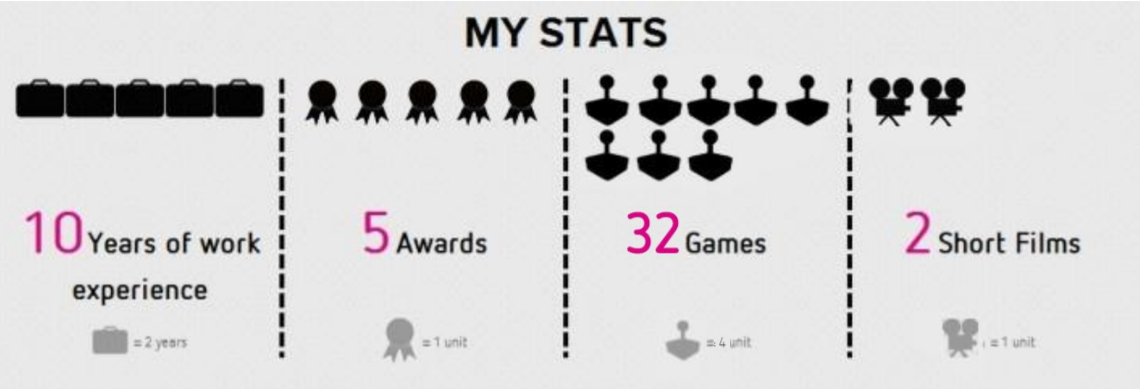 MY STATS
10 Years of work
experience
5 Awards
32 Games
2 Short Films
= 2 years
= 1 unit
= 4 unit
= 1 unit